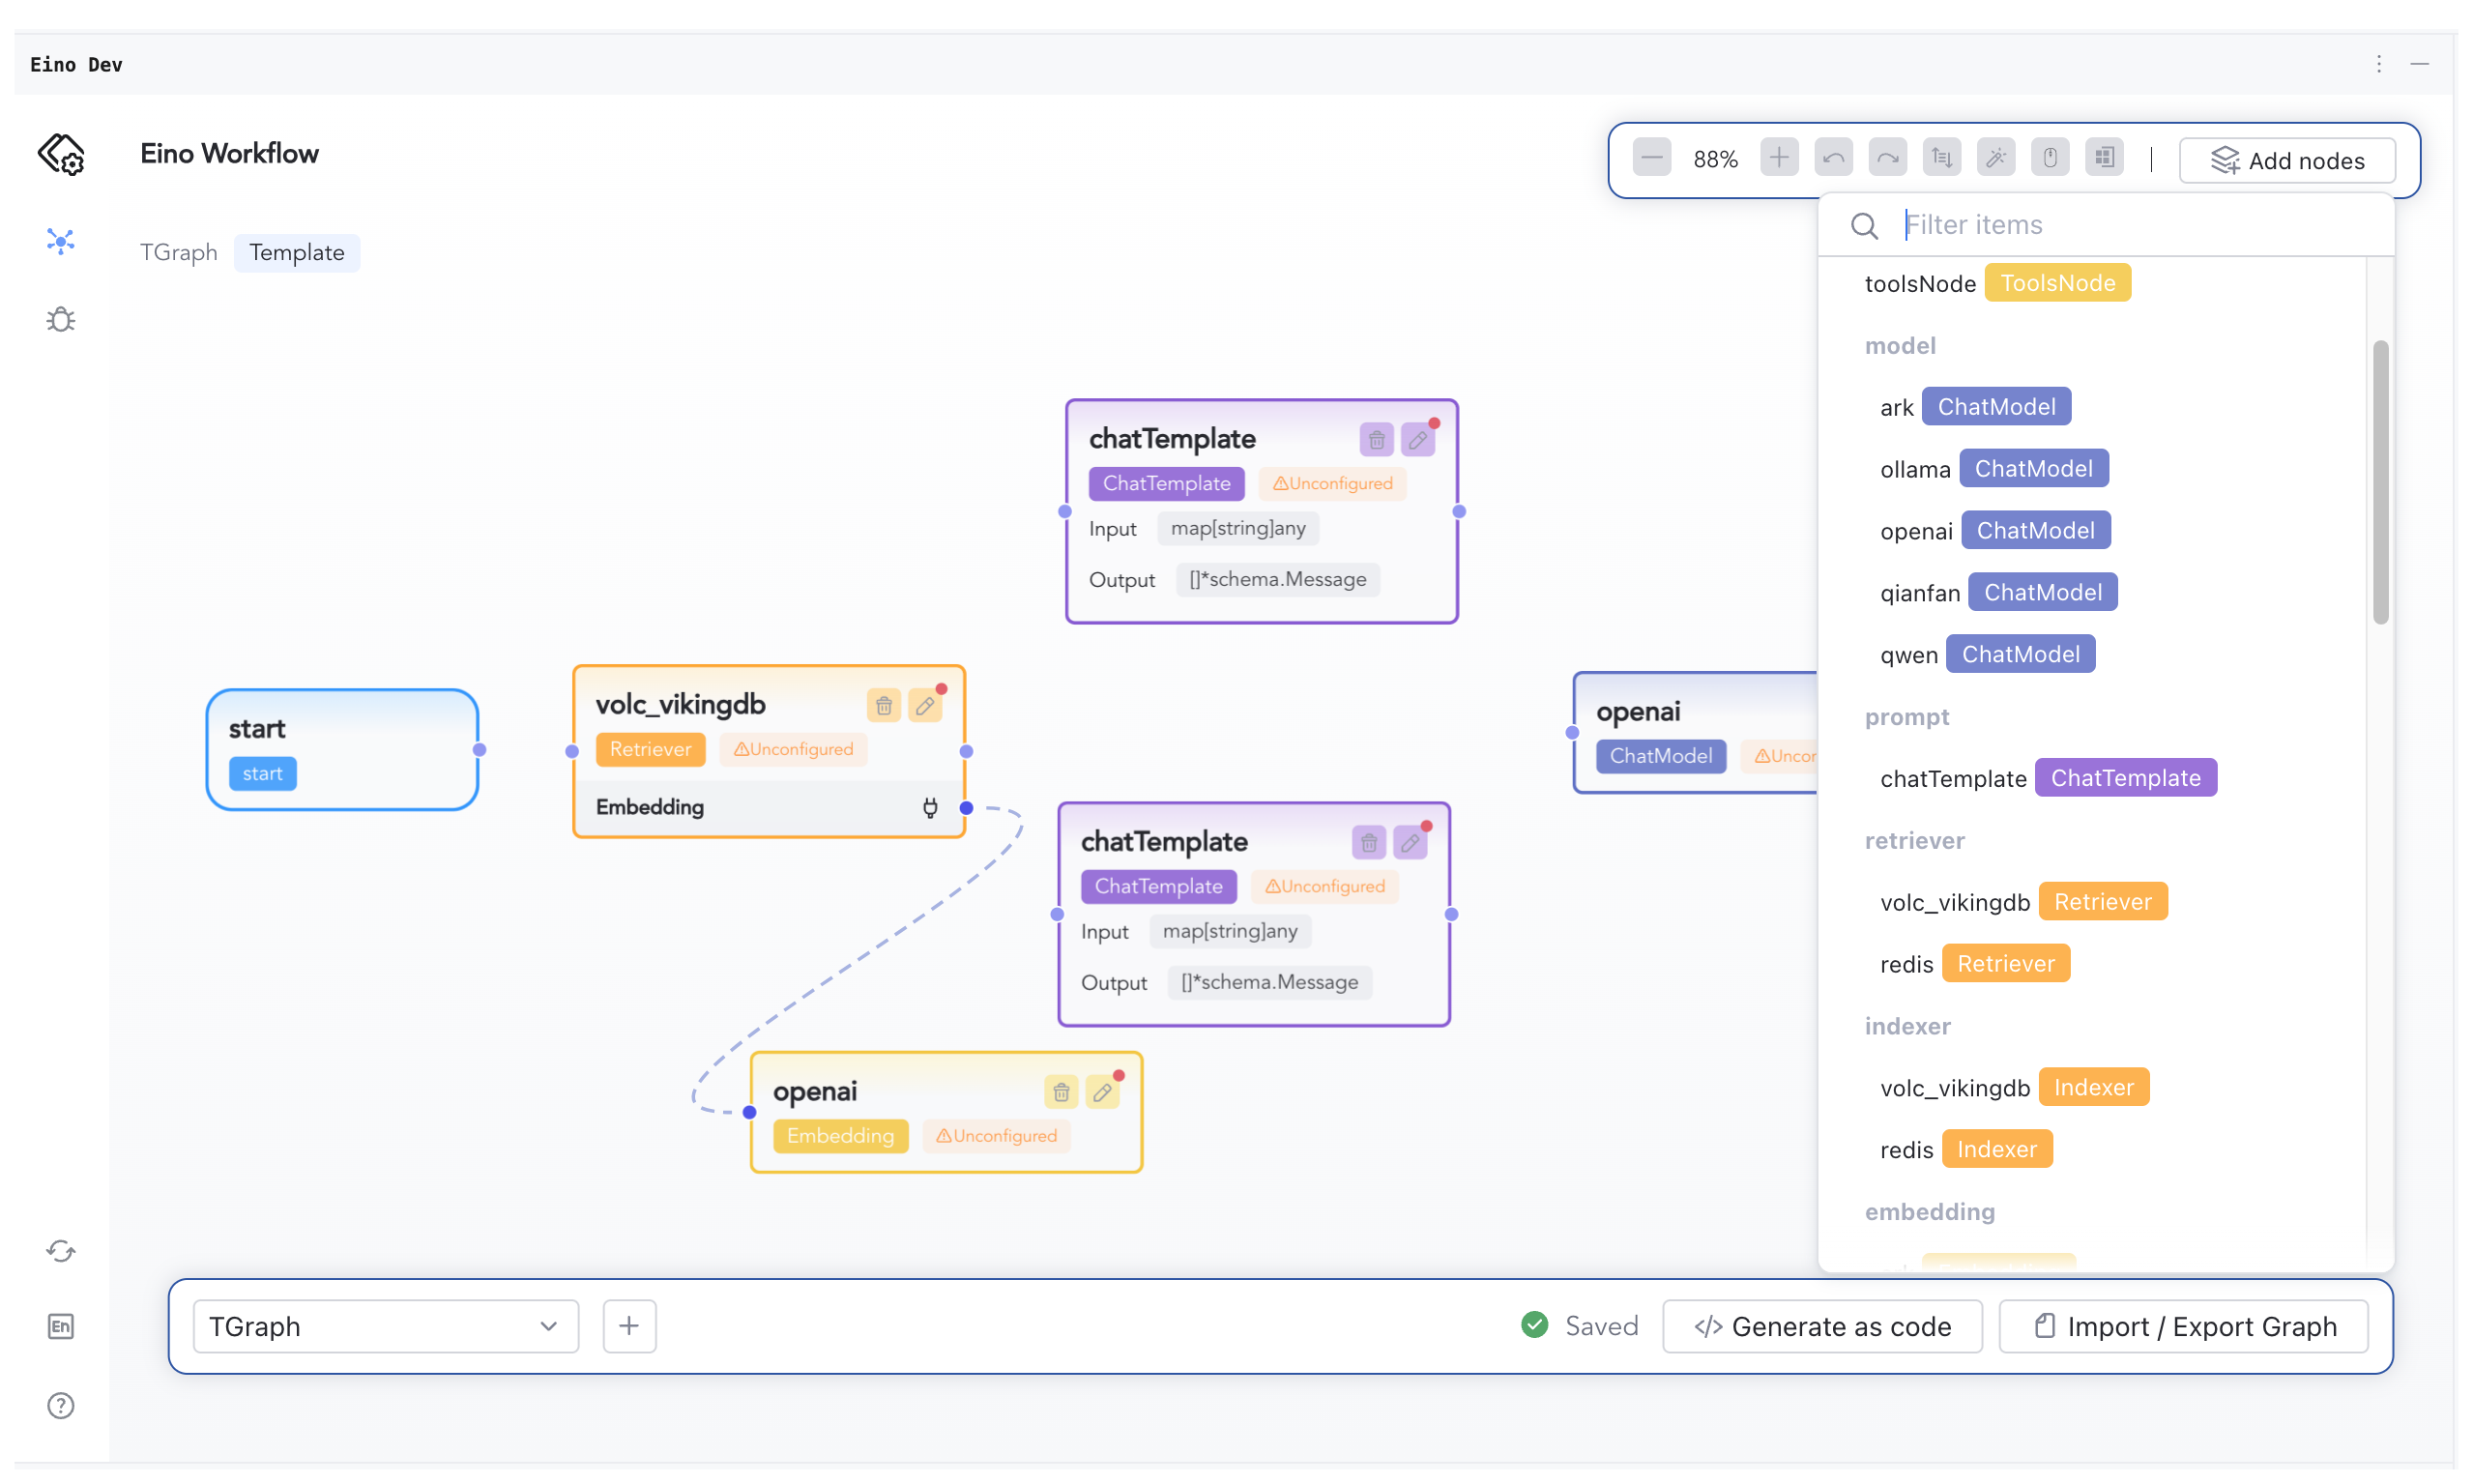 Eino Dev
Eino Workflow
88%
Add nodes
TGraph Template
Filter items
toolsNode ToolsNode
model
ark ChatModel
ollama ChatModel
openai ChatModel
qianfan ChatModel
qwen ChatModel
prompt
chatTemplate ChatTemplate
retriever
volc_vikingdb Retriever
redis Retriever
indexer
volc_vikingdb Indexer
redis Indexer
embedding
chatTemplate
ChatTemplate Unconfigured
Input map[string]any
Output []*schema.Message
start
start
volc_vikingdb
Retriever Unconfigured
Embedding
openai
ChatModel
chatTemplate
ChatTemplate Unconfigured
Input map[string]any
Output []*schema.Message
openai
Embedding Unconfigured
En
TGraph
Saved
</> Generate as code
Import / Export Graph